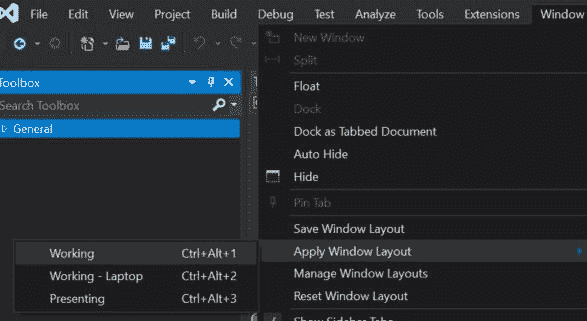 File Edit View Project Build Debug Test Analyze Tools Extensions Window
New Window
Split
Toolbox
Float
Search Toolbox
Dock
General
Dock as Tabbed Document
Auto Hide
Hide
Pin Tab
Save Window Layout
Working Ctrl+Alt+1
Apply Window Layout
Working - Laptop Ctrl+Alt+2
Manage Window Layouts
Presenting Ctrl+Alt+3
Reset Window Layout
Show Sidebar Tabs